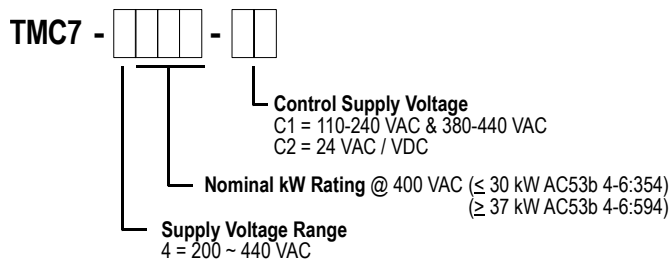 TMC7 - -
Control Supply Voltage
C1 = 110-240 VAC & 380-440 VAC
C2 = 24 VAC / VDC
Nominal kW Rating @ 400 VAC (≤ 30 kW AC53b 4-6:354)
(≥ 37 kW AC53b 4-6:594)
Supply Voltage Range
4 = 200 ~ 440 VAC